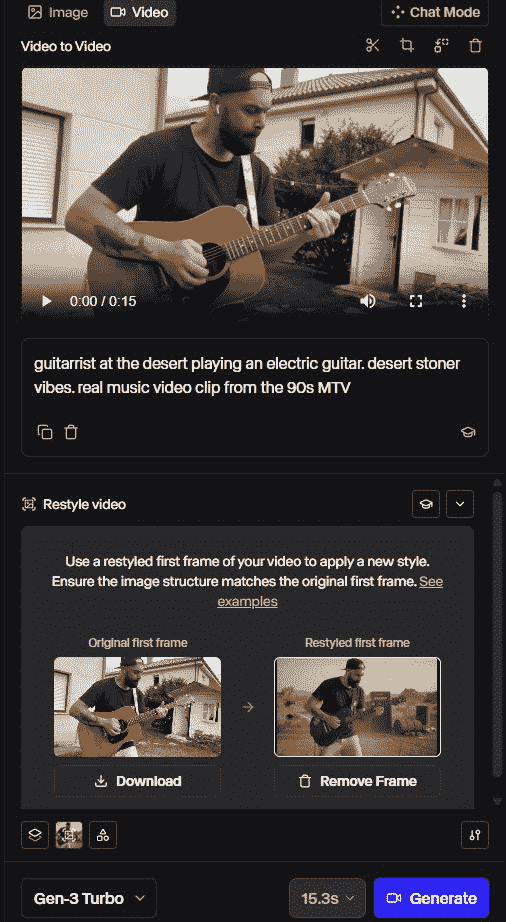 Image
Video
Chat Mode
Video to Video
0:00 / 0:15
guitarrist at the desert playing an electric guitar. desert stoner
vibes. real music video clip from the 90s MTV
Restyle video
Use a restyled first frame of your video to apply a new style.
Ensure the image structure matches the original first frame. See
examples
Original first frame
Restyled first frame
Download
Remove Frame
Gen-3 Turbo
15.3s
Generate